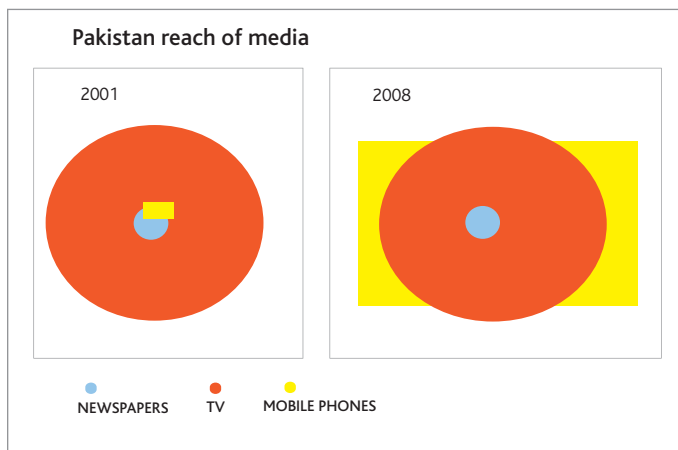 Pakistan reach of media
2001
2008
NEWSPAPERS
TV
MOBILE PHONES